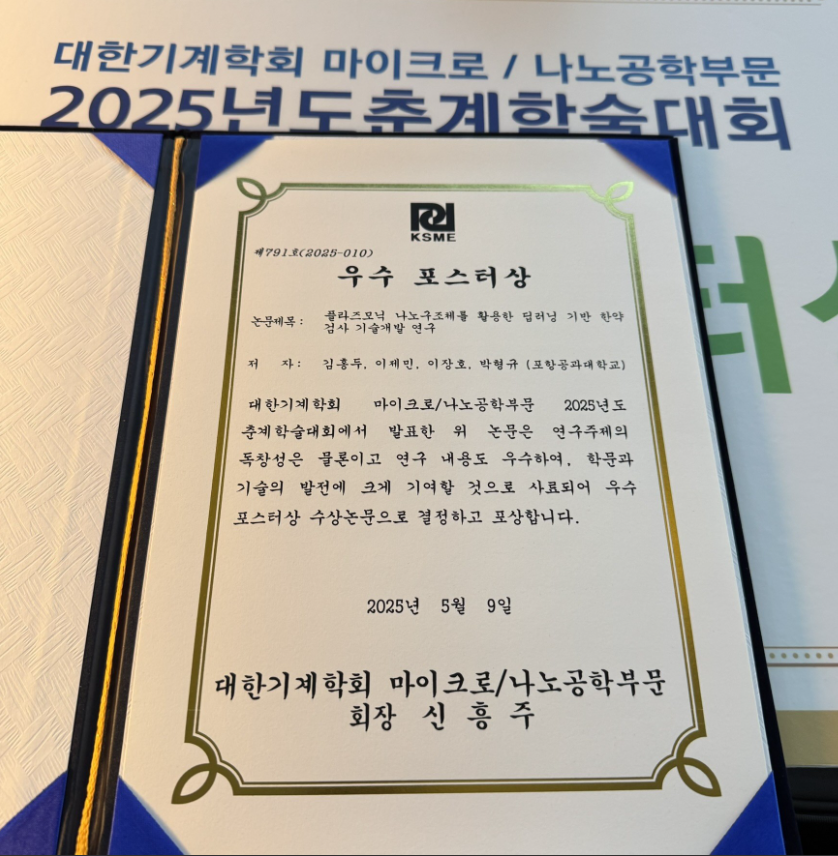 대한기계학회 마이크로 / 나노공학부문
2025년도춘계학술대회
KSME
제791호(2025-010)
우수 포스터상
논문제목: 플라즈모닉 나노구조체를 활용한 딥러닝 기반 한약
검사 기술개발 연구
저 자: 김홍두, 이제민, 이장호, 박형규 (포항공과대학교)
대한기계학회 마이크로/나노공학부문 2025년도
춘계학술대회에서 발표한 위 논문은 연구주제의
독창성은 물론이고 연구 내용도 우수하여, 학문과
기술의 발전에 크게 기여할 것으로 사료되어 우수
포스터상 수상논문으로 결정하고 포상합니다.
2025년 5월 9일
대한기계학회 마이크로/나노공학부문
회장 신 흥 주